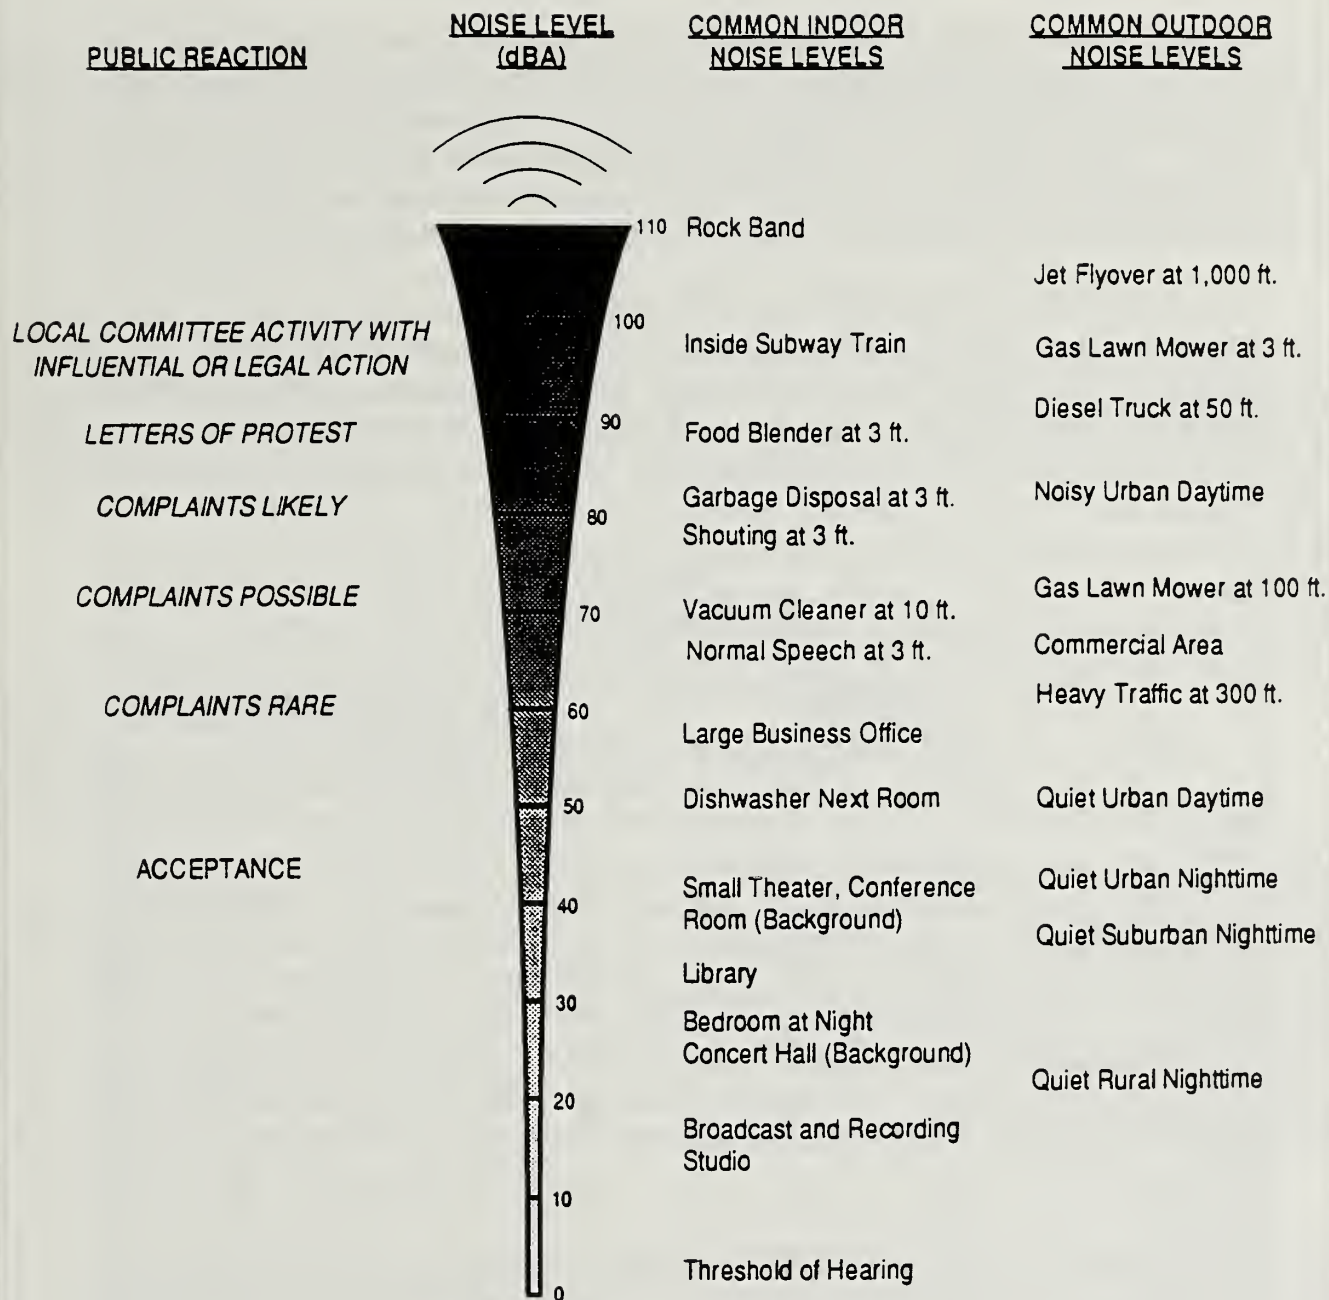 PUBLIC REACTION
NOISE LEVEL
(dBA)
COMMON INDOOR
NOISE LEVELS
COMMON OUTDOOR
NOISE LEVELS
110 Rock Band
Jet Flyover at 1,000 ft.
100
LOCAL COMMITTEE ACTIVITY WITH
INFLUENTIAL OR LEGAL ACTION
Inside Subway Train
Gas Lawn Mower at 3 ft.
Diesel Truck at 50 ft.
LETTERS OF PROTEST
90
Food Blender at 3 ft.
COMPLAINTS LIKELY
Garbage Disposal at 3 ft.
Noisy Urban Daytime
80
Shouting at 3 ft.
COMPLAINTS POSSIBLE
Gas Lawn Mower at 100 ft.
70
Vacuum Cleaner at 10 ft.
Normal Speech at 3 ft.
Commercial Area
COMPLAINTS RARE
Heavy Traffic at 300 ft.
60
Large Business Office
50
Dishwasher Next Room
Quiet Urban Daytime
ACCEPTANCE
Small Theater, Conference
Room (Background)
Quiet Urban Nighttime
40
Quiet Suburban Nighttime
Library
30
Bedroom at Night
Concert Hall (Background)
Quiet Rural Nighttime
20
Broadcast and Recording
Studio
10
Threshold of Hearing
0